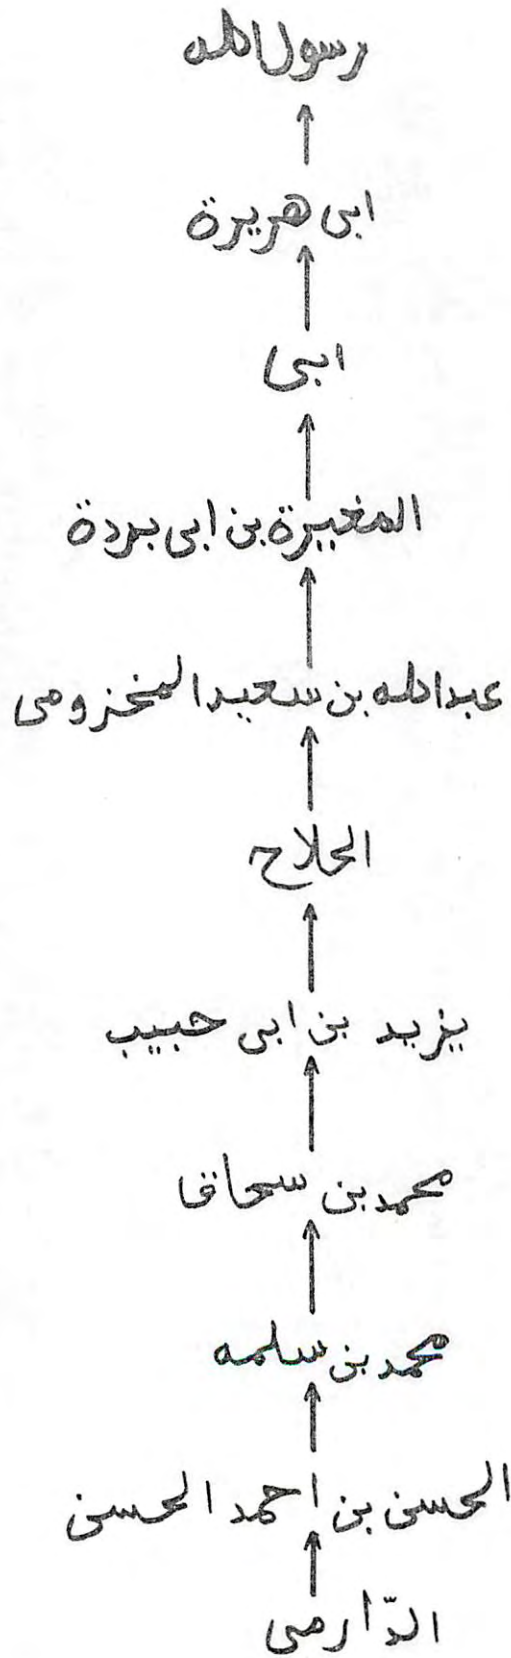 رسول الله
ابى هريرة
ابى
المغيرة بن ابى بردة
عبدالله بن سعيد المخزومى
الحلاح
يزيد بن ابى حبيب
محمد بن سحاق
محمد بن سلمه
الحسن بن احمد الحسن
الدّارمى